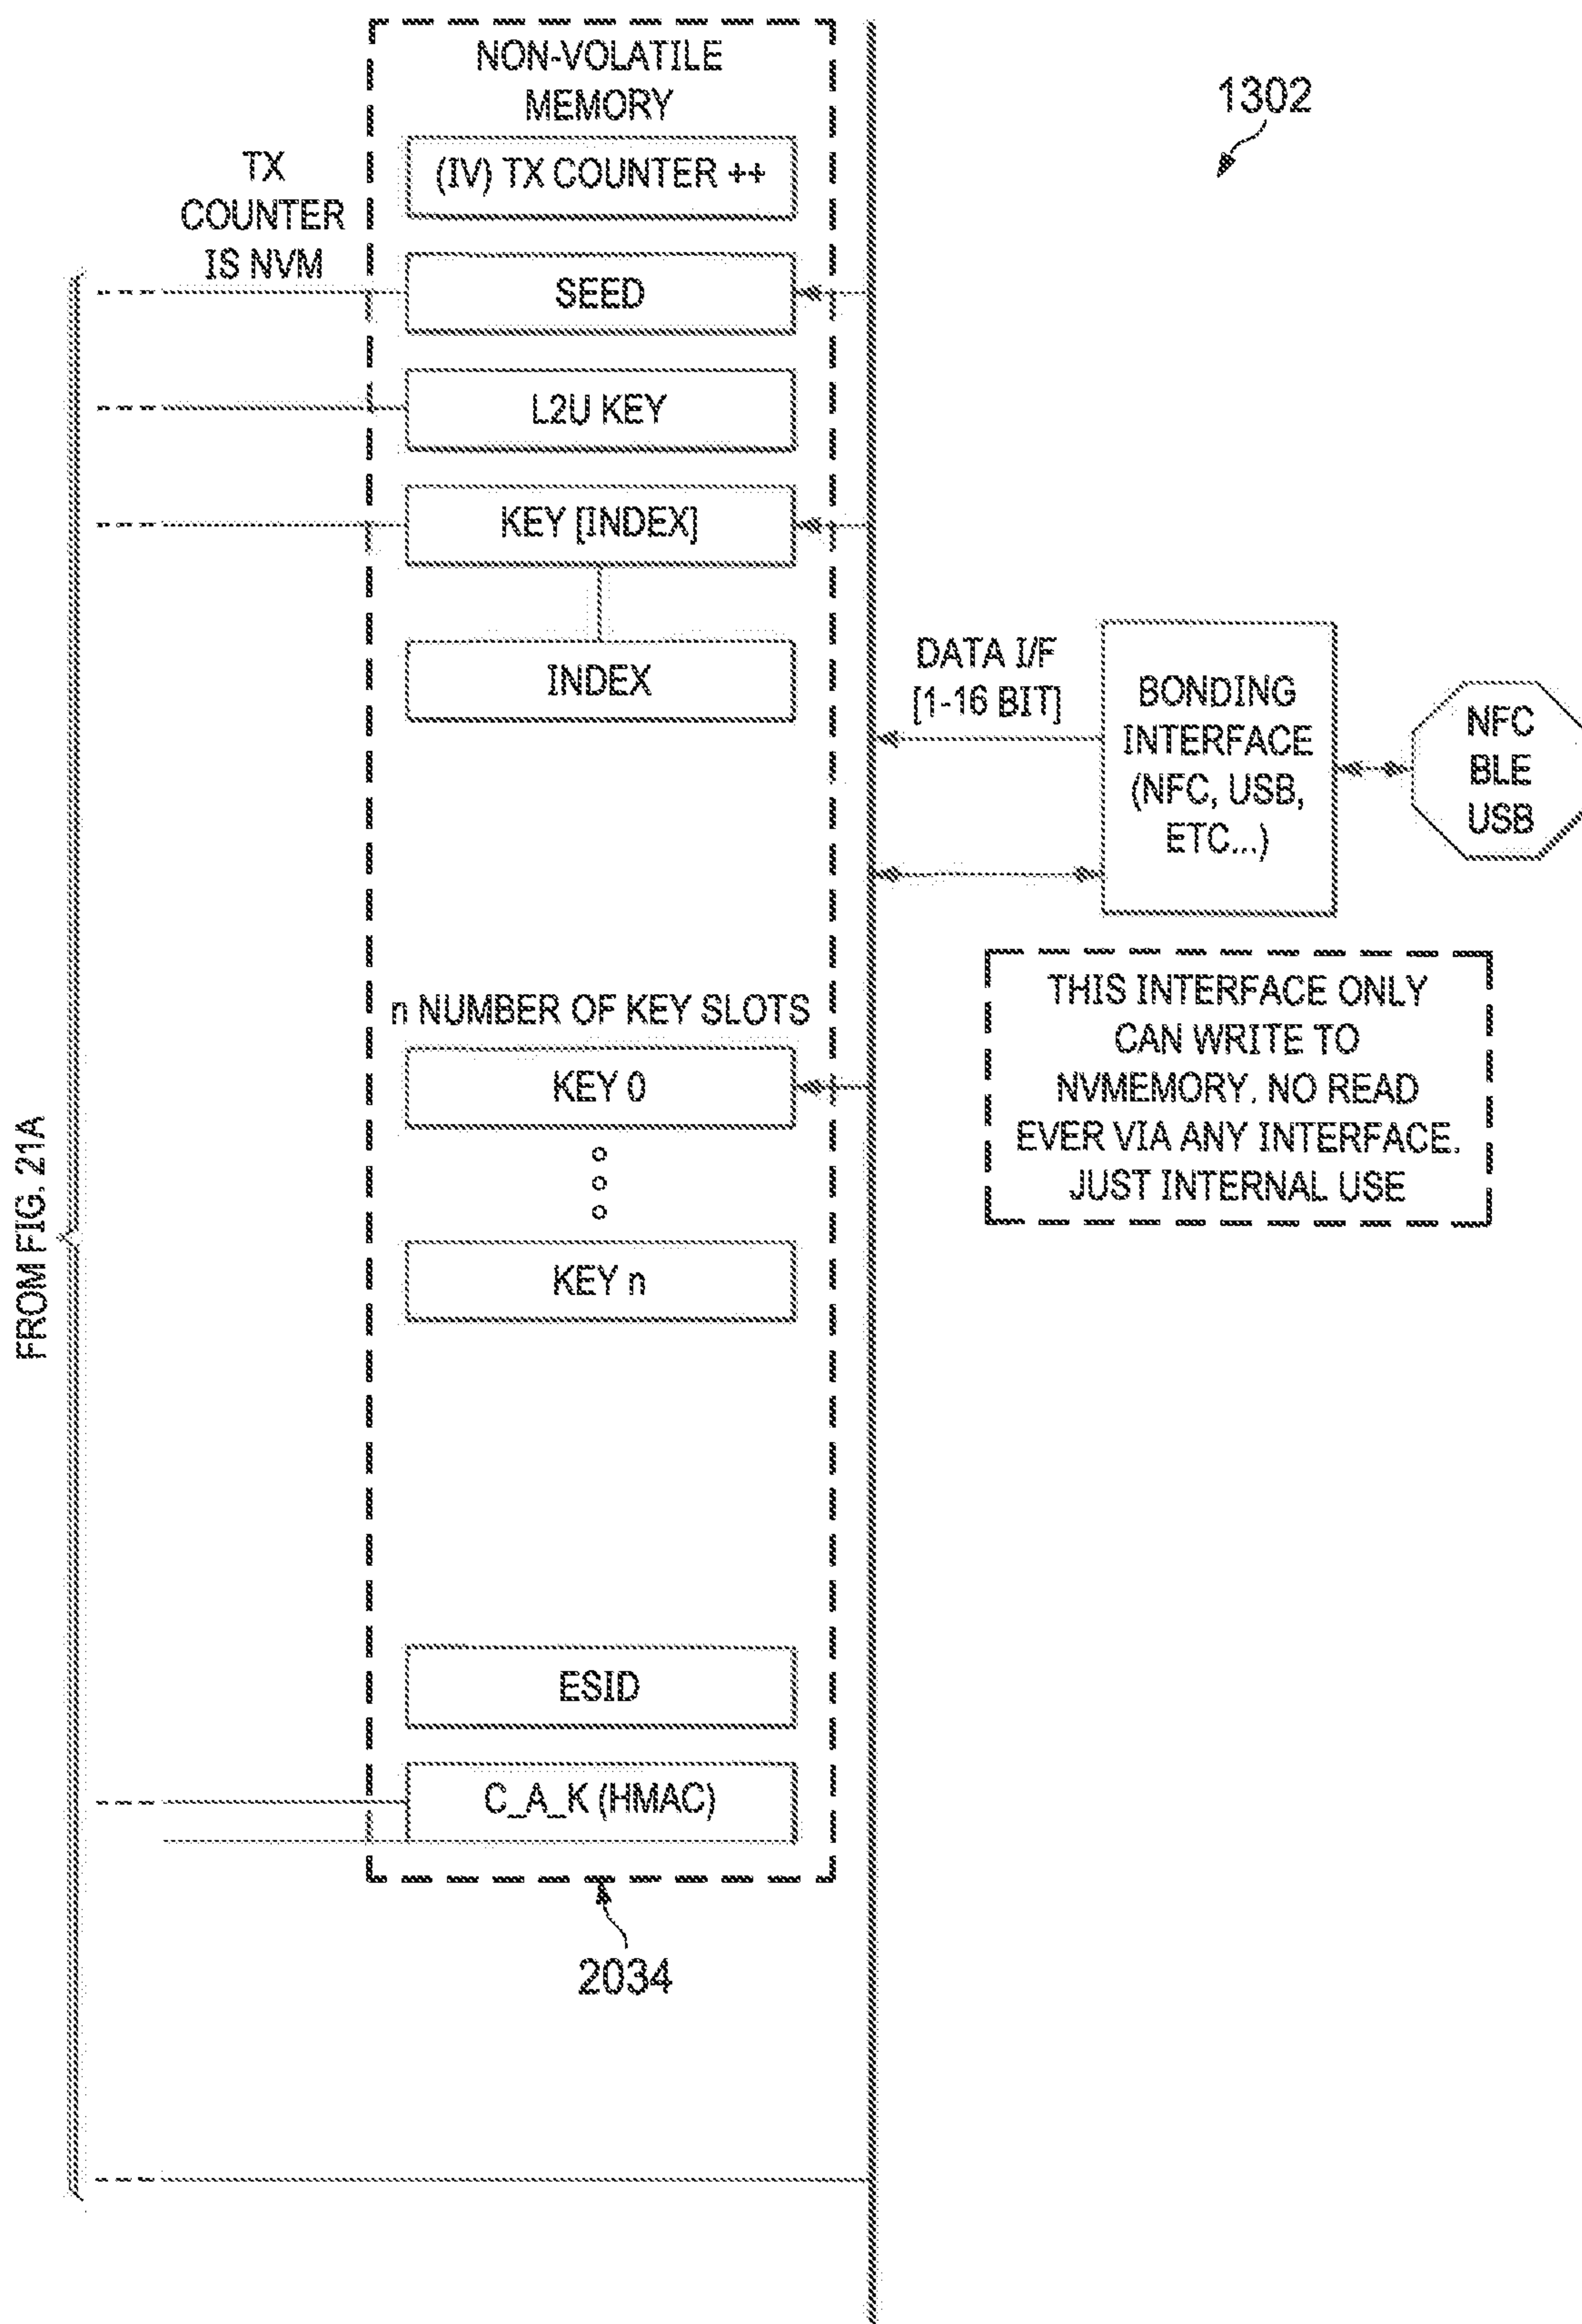 NON-VOLATILE
MEMORY
1302
(IV) TX COUNTER ++
TX
COUNTER
IS NVM
SEED
L2U KEY
KEY [INDEX]
INDEX
DATA I/F
[1-16 BIT]
BONDING
INTERFACE
(NFC, USB,
ETC...)
NFC
BLE
USB
THIS INTERFACE ONLY
CAN WRITE TO
NVMEMORY. NO READ
EVER VIA ANY INTERFACE.
JUST INTERNAL USE
n NUMBER OF KEY SLOTS
KEY 0
KEY n
FROM FIG. 21A
ESID
C_A_K (HMAC)
2034